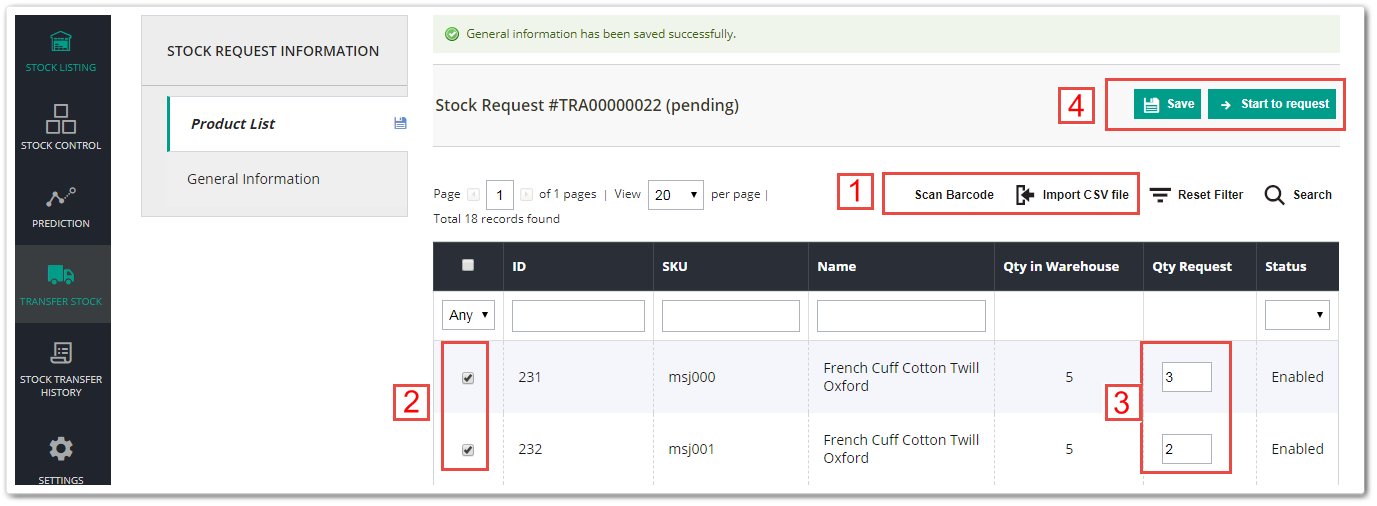 STOCK LISTING
STOCK CONTROL
PREDICTION
TRANSFER STOCK
STOCK TRANSFER
HISTORY
SETTINGS
STOCK REQUEST INFORMATION
Product List
General Information
General information has been saved successfully.
Stock Request #TRA00000022 (pending)
4
Save
Start to request
Page 1 of 1 pages | View 20 per page |
Total 18 records found
1
Scan Barcode
Import CSV file
Reset Filter
Search
ID SKU Name Qty in Warehouse Qty Request Status
Any
2
3
231 msj000 French Cuff Cotton Twill
Oxford 5 3 Enabled
232 msj001 French Cuff Cotton Twill
Oxford 5 2 Enabled